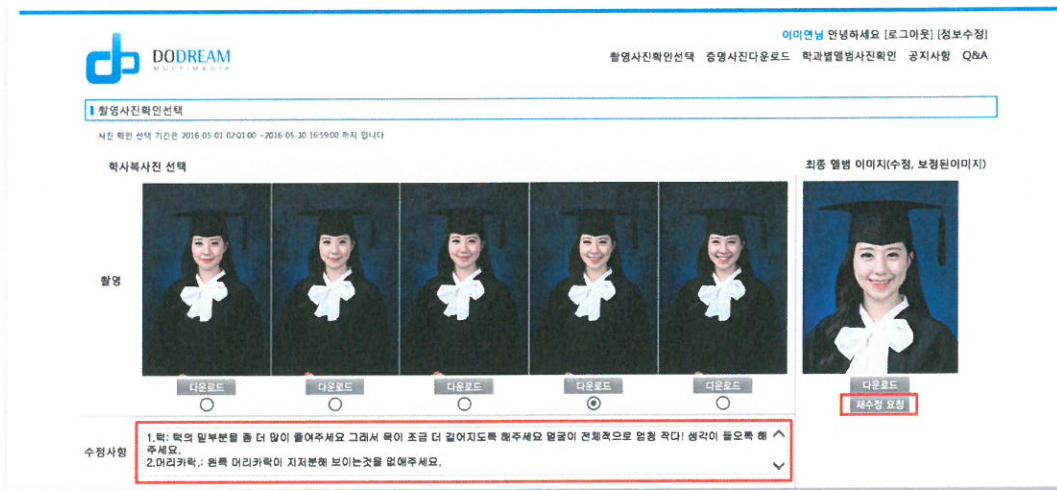 이미연님 안녕하세요 [로그아웃] [정보수정]
DODREAM
MULTIMEDIA
촬영사진확인선택 증명사진다운로드 학과별앨범사진확인 공지사항 Q&A
촬영사진확인선택
사진 확인 선택 기간은 2016-05-01 02:01:00 ~2016-05-30 16:59:00 까지 입니다
학사복사진 선택
최종 앨범 이미지(수정, 보정된이미지)
촬영
다운로드 다운로드 다운로드 다운로드 다운로드 다운로드
재수정 요청
수정사항
1.턱: 턱의 밑부분을 좀 더 많이 줄여주세요 그래서 목이 조금 더 길어지도록 해주세요 얼굴이 전체적으로 엄청 작다! 생각이 들오록 해
주세요.
2.머리카락.: 왼쪽 머리카락이 지저분해 보이는것을 없애주세요.